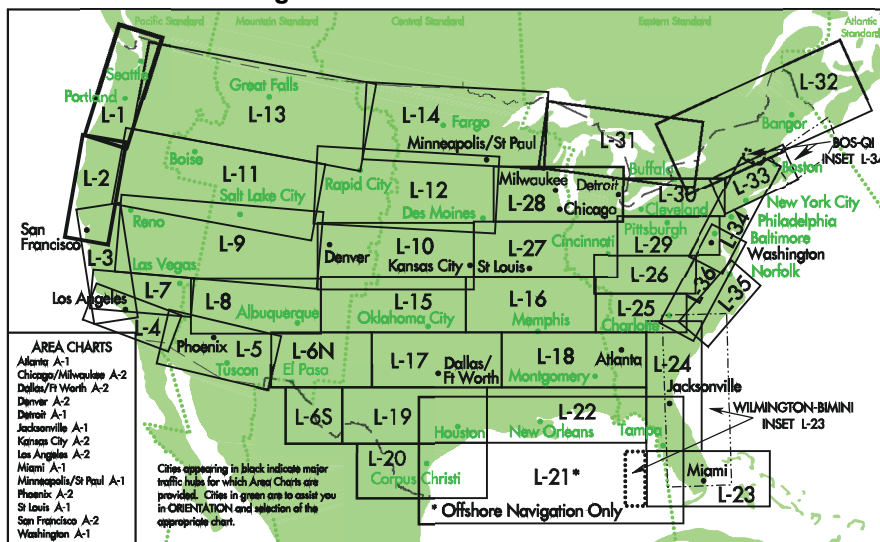 Pacific Standard
Mountain Standard
Central Standard
Eastern Standard
Atlantic
Standard
Seattle
Portland
L-1
Great Falls
L-13
L-14
Fargo
Minneapolis/St Paul
L-31
L-32
Bangor
BOS-QI
INSET L-34
Boston
Buffalo
L-2
Boise
L-11
Salt Lake City
Rapid City
L-12
Des Moines
Milwaukee
L-28
Chicago
Detroit
L-30
Cleveland
L-33
Pittsburgh
New York City
Philadelphia
Baltimore
Washington
Norfolk
San
Francisco
Reno
L-3
L-9
Denver
L-10
Kansas City
St Louis
L-27
Cincinnati
L-29
L-34
L-26
L-36
L-35
Las Vegas
L-7
Los Angeles
L-4
L-8
Albuquerque
L-15
Oklahoma City
L-16
Memphis
L-25
Charlotte
Phoenix
L-5
Tuscon
L-6N
El Pasa
L-17
Dallas/
Ft Worth
L-18
Montgomery
Atlanta
L-24
Jacksonville
L-6S
L-19
Houston
L-22
New Orleans
Tampa
WILMINGTON-BIMINI
INSET L-23
L-20
Corpus Christi
L-21*
* Offshore Navigation Only
Miami
L-23
AREA CHARTS
Atlanta A-1
Chicago/Milwaukee A-2
Dallas/Ft Worth A-2
Denver A-2
Detroit A-1
Jacksonville A-1
Kansas City A-2
Los Angeles A-2
Miami A-1
Minneapolis/St Paul A-1
Phoenix A-2
St Louis A-1
San Francisco A-2
Washington A-1
Cities appearing in black indicate major
traffic hubs for which Area Charts are
provided. Cities in green are to assist you
in ORIENTATION and selection of the
appropriate chart.